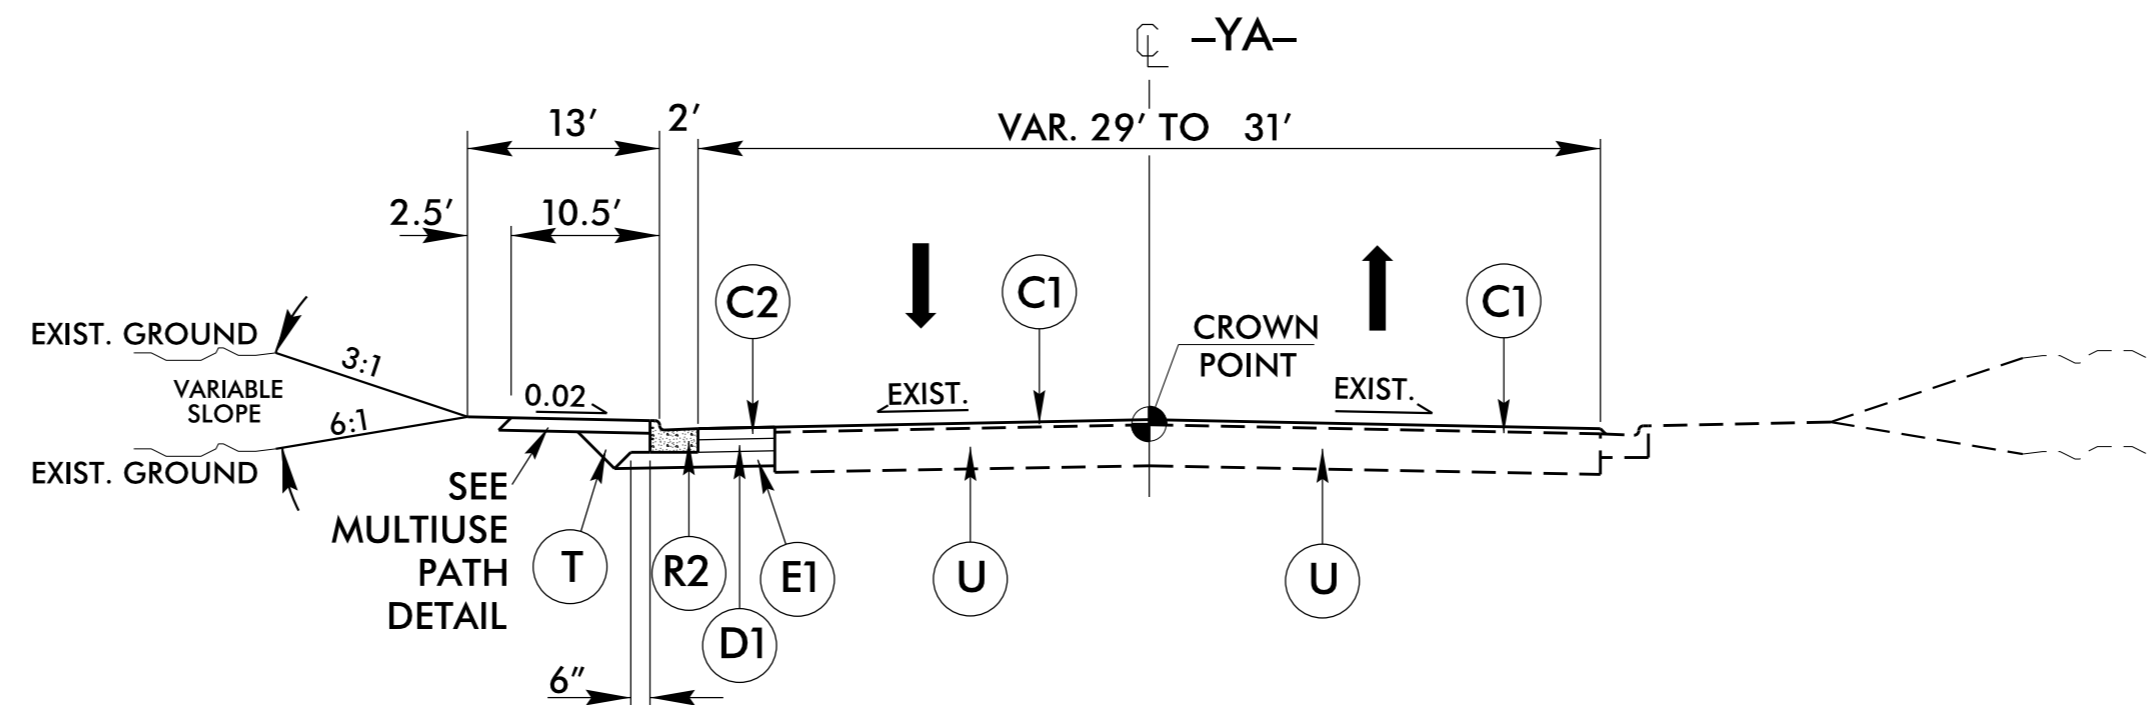 CL –YA–
13' 2' VAR. 29' TO 31'
2.5' 10.5'
C2 C1 C1
CROWN
POINT
EXIST. GROUND
3:1
VARIABLE
SLOPE
6:1
EXIST. GROUND
0.02 EXIST. EXIST.
SEE
MULTIUSE
PATH
DETAIL
T R2 E1 U U
D1
6"